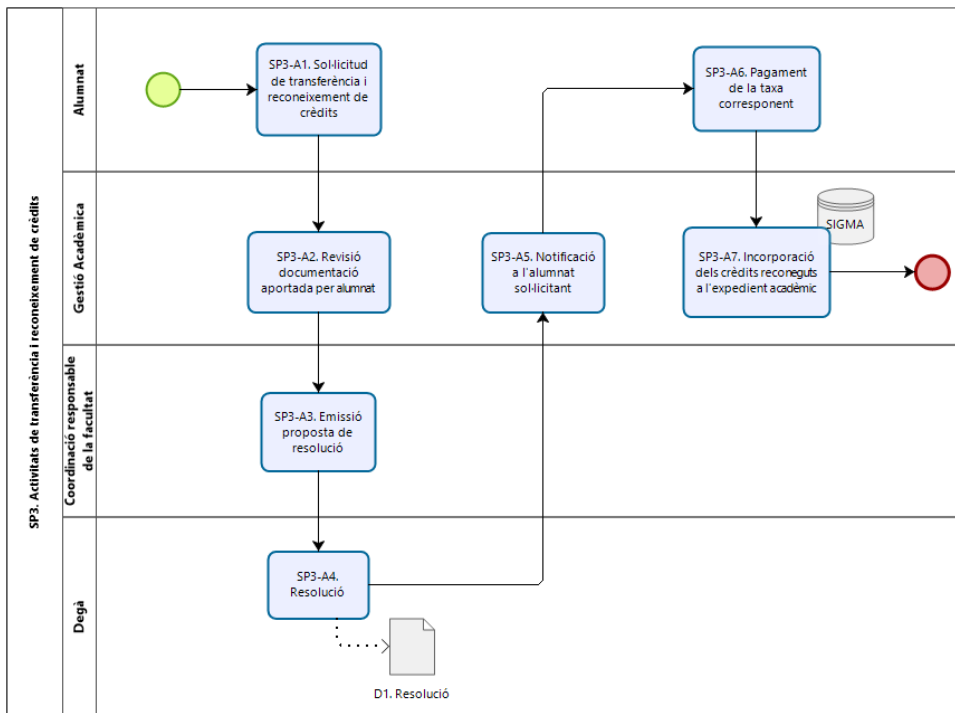 SP3. Activitats de transferència i reconeixement de crèdits
Alumnat
SP3-A1. Sol·licitud
de transferència i
reconeixement de
crèdits
SP3-A6. Pagament
de la taxa
corresponent
Gestió Acadèmica
SP3-A2. Revisió
documentació
aportada per alumnat
SP3-A5. Notificació
a l'alumnat
sol·licitant
SIGMA
SP3-A7. Incorporació
dels crèdits reconeguts
a l'expedient acadèmic
Coordinació responsable
de la facultat
SP3-A3. Emissió
proposta de
resolució
Degà
SP3-A4.
Resolució
D1. Resolució